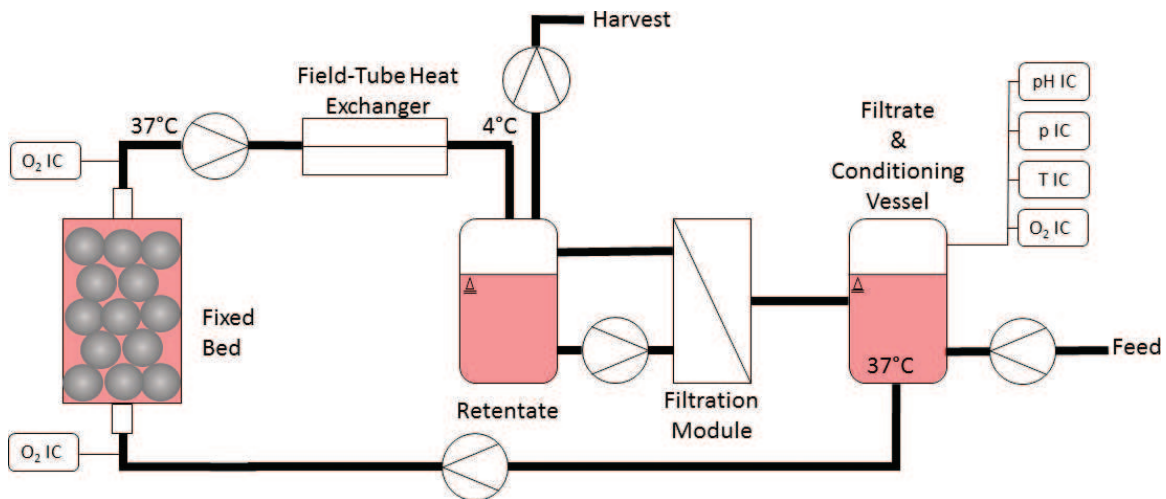 Harvest
Field-Tube Heat
Exchanger
37°C
4°C
O₂ IC
Filtrate
&
Conditioning
Vessel
pH IC
p IC
T IC
O₂ IC
Fixed
Bed
37°C
Feed
Retentate
Filtration
Module
O₂ IC